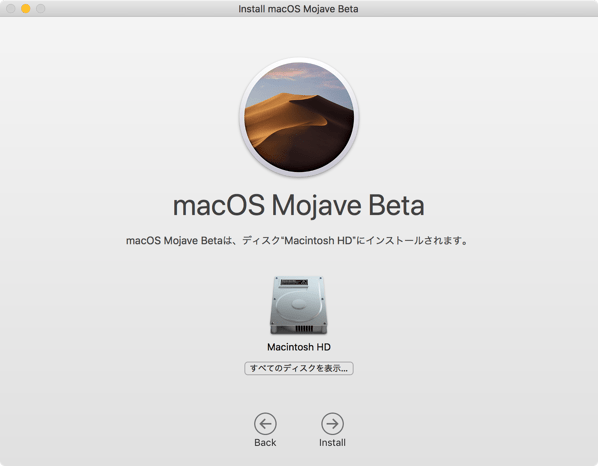 Install macOS Mojave Beta
macOS Mojave Beta
macOS Mojave Betaは、ディスク“Macintosh HD”にインストールされます。
Macintosh HD
すべてのディスクを表示...
Back
Install